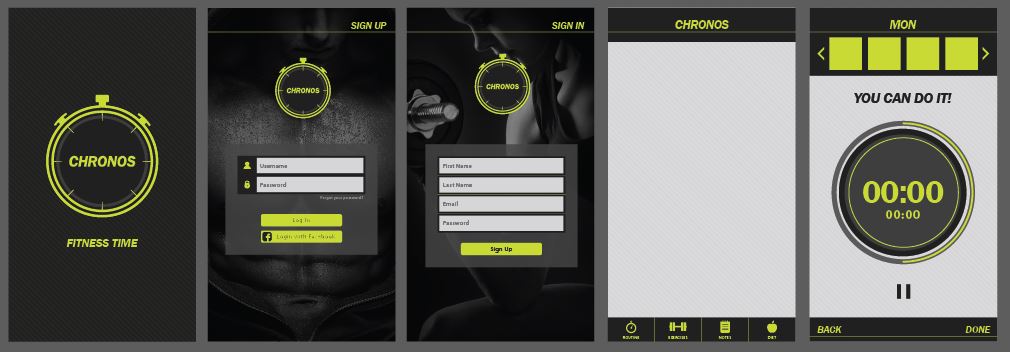 CHRONOS
FITNESS TIME
SIGN UP
CHRONOS
Username
Password
Forgot your password?
Log In
Login with Facebook
SIGN IN
CHRONOS
First Name
Last Name
Email
Password
Sign Up
CHRONOS
ROUTINE
EXERCISES
NOTES
DIET
MON
YOU CAN DO IT!
00:00
00:00
BACK
DONE